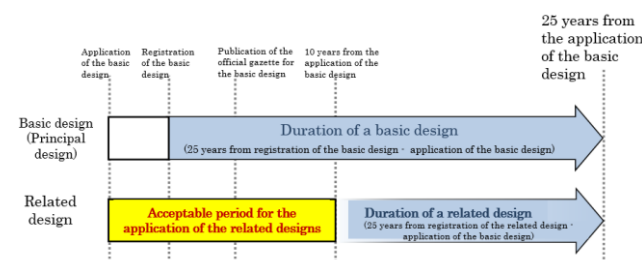 25 years from
the application
of the basic
design
Application
of the basic
design
Registration
of the basic
design
Publication of the
official gazette for
the basic design
10 years from the
application of the
basic design
Basic design
(Principal
design)
Duration of a basic design
(25 years from registration of the basic design・ application of the basic design)
Related
design
Acceptable period for the
application of the related designs
Duration of a related design
(25 years from registration of the related design・
application of the basic design)